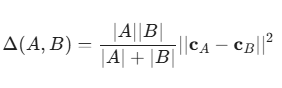 Δ(A, B) = |A||B| / |A| + |B| ||c_A − c_B||²